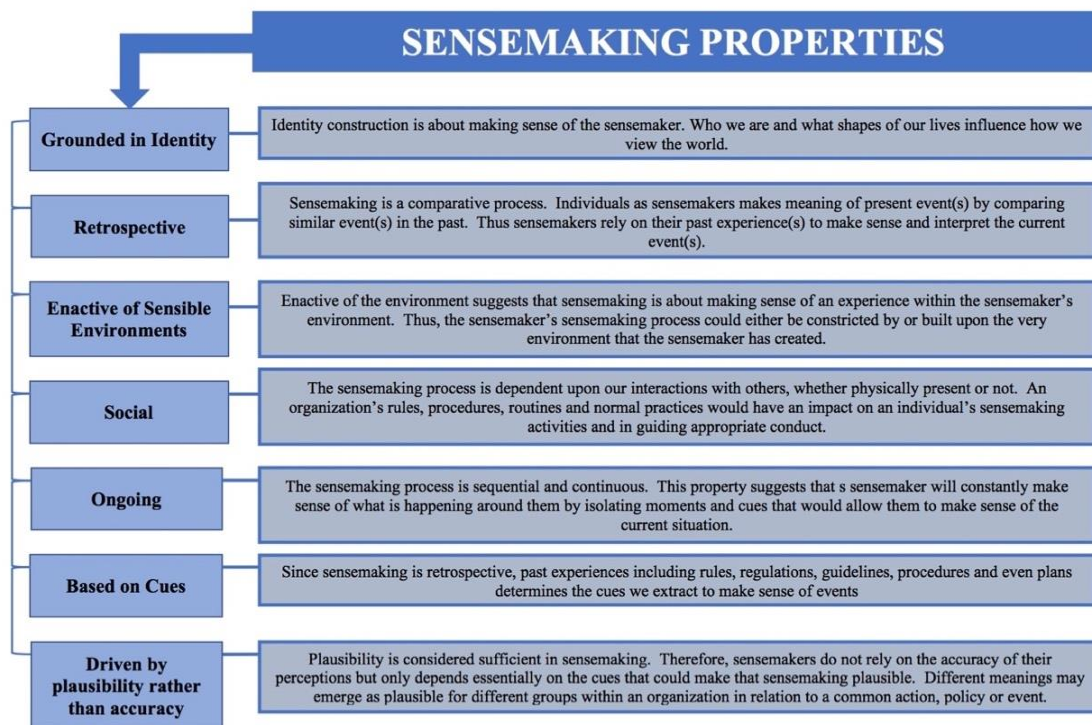 SENSEMAKING PROPERTIES
Grounded in Identity
Identity construction is about making sense of the sensemaker. Who we are and what shapes of our lives influence how we
view the world.
Retrospective
Sensemaking is a comparative process. Individuals as sensemakers makes meaning of present event(s) by comparing
similar event(s) in the past. Thus sensemakers rely on their past experience(s) to make sense and interpret the current
event(s).
Enactive of Sensible
Environments
Enactive of the environment suggests that sensemaking is about making sense of an experience within the sensemaker’s
environment. Thus, the sensemaker’s sensemaking process could either be constricted by or built upon the very
environment that the sensemaker has created.
Social
The sensemaking process is dependent upon our interactions with others, whether physically present or not. An
organization’s rules, procedures, routines and normal practices would have an impact on an individual’s sensemaking
activities and in guiding appropriate conduct.
Ongoing
The sensemaking process is sequential and continuous. This property suggests that s sensemaker will constantly make
sense of what is happening around them by isolating moments and cues that would allow them to make sense of the
current situation.
Based on Cues
Since sensemaking is retrospective, past experiences including rules, regulations, guidelines, procedures and even plans
determines the cues we extract to make sense of events
Driven by
plausibility rather
than accuracy
Plausibility is considered sufficient in sensemaking. Therefore, sensemakers do not rely on the accuracy of their
perceptions but only depends essentially on the cues that could make that sensemaking plausible. Different meanings may
emerge as plausible for different groups within an organization in relation to a common action, policy or event.